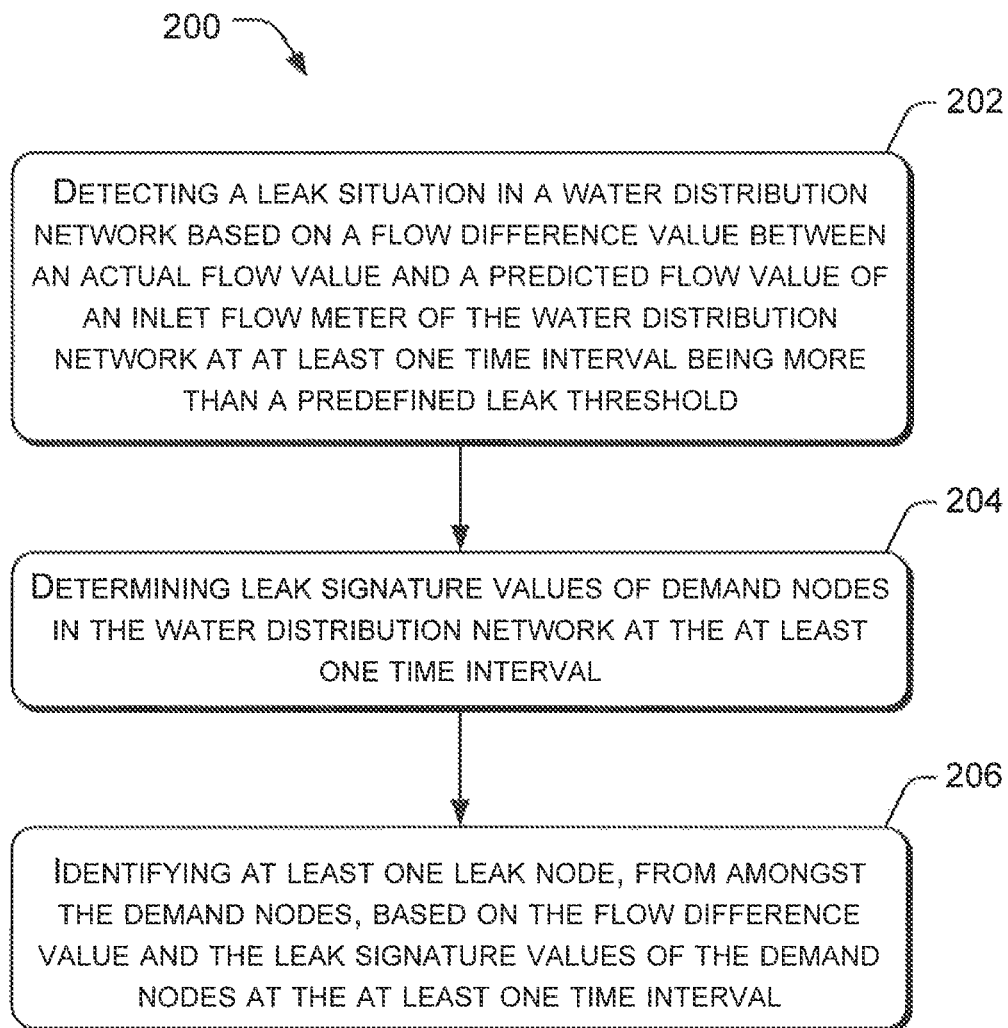 200
202
DETECTING A LEAK SITUATION IN A WATER DISTRIBUTION
NETWORK BASED ON A FLOW DIFFERENCE VALUE BETWEEN
AN ACTUAL FLOW VALUE AND A PREDICTED FLOW VALUE OF
AN INLET FLOW METER OF THE WATER DISTRIBUTION
NETWORK AT AT LEAST ONE TIME INTERVAL BEING MORE
THAN A PREDEFINED LEAK THRESHOLD
204
DETERMINING LEAK SIGNATURE VALUES OF DEMAND NODES
IN THE WATER DISTRIBUTION NETWORK AT THE AT LEAST
ONE TIME INTERVAL
206
IDENTIFYING AT LEAST ONE LEAK NODE, FROM AMONGST
THE DEMAND NODES, BASED ON THE FLOW DIFFERENCE
VALUE AND THE LEAK SIGNATURE VALUES OF THE DEMAND
NODES AT THE AT LEAST ONE TIME INTERVAL